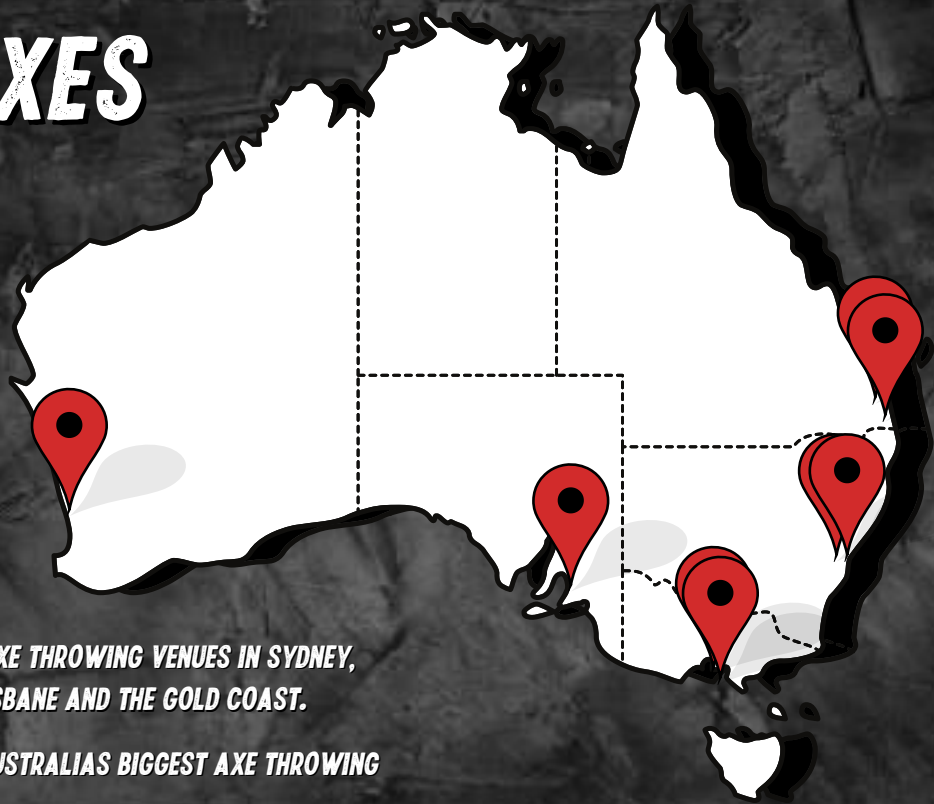 XES
XE THROWING VENUES IN SYDNEY,
SBANE AND THE GOLD COAST.
USTRALIAS BIGGEST AXE THROWING